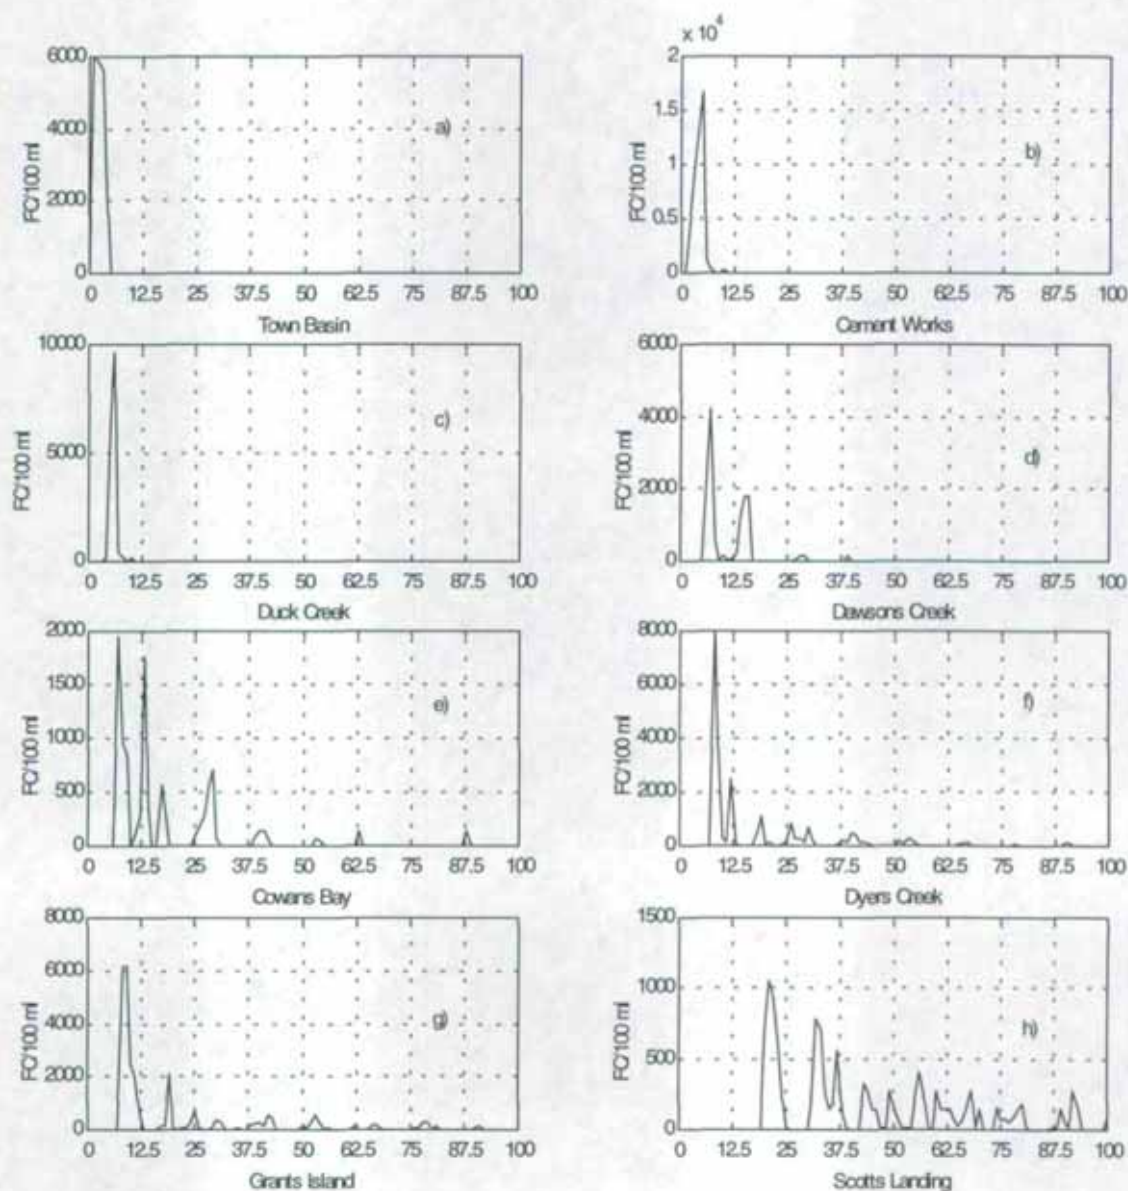 6000
4000
2000
0
FC/100 ml
a)
0 12.5 25 37.5 50 62.5 75 87.5 100
Town Basin
x 10^4
2
1.5
1
0.5
0
FC/100 ml
b)
0 12.5 25 37.5 50 62.5 75 87.5 100
Cement Works
10000
5000
0
FC/100 ml
c)
0 12.5 25 37.5 50 62.5 75 87.5 100
Duck Creek
6000
4000
2000
0
FC/100 ml
d)
0 12.5 25 37.5 50 62.5 75 87.5 100
Dawsons Creek
2000
1500
1000
500
0
FC/100 ml
e)
0 12.5 25 37.5 50 62.5 75 87.5 100
Cowans Bay
8000
6000
4000
2000
0
FC/100 ml
f)
0 12.5 25 37.5 50 62.5 75 87.5 100
Dyers Creek
8000
6000
4000
2000
0
FC/100 ml
g)
0 12.5 25 37.5 50 62.5 75 87.5 100
Grants Island
1500
1000
500
0
FC/100 ml
h)
0 12.5 25 37.5 50 62.5 75 87.5 100
Scotts Landing